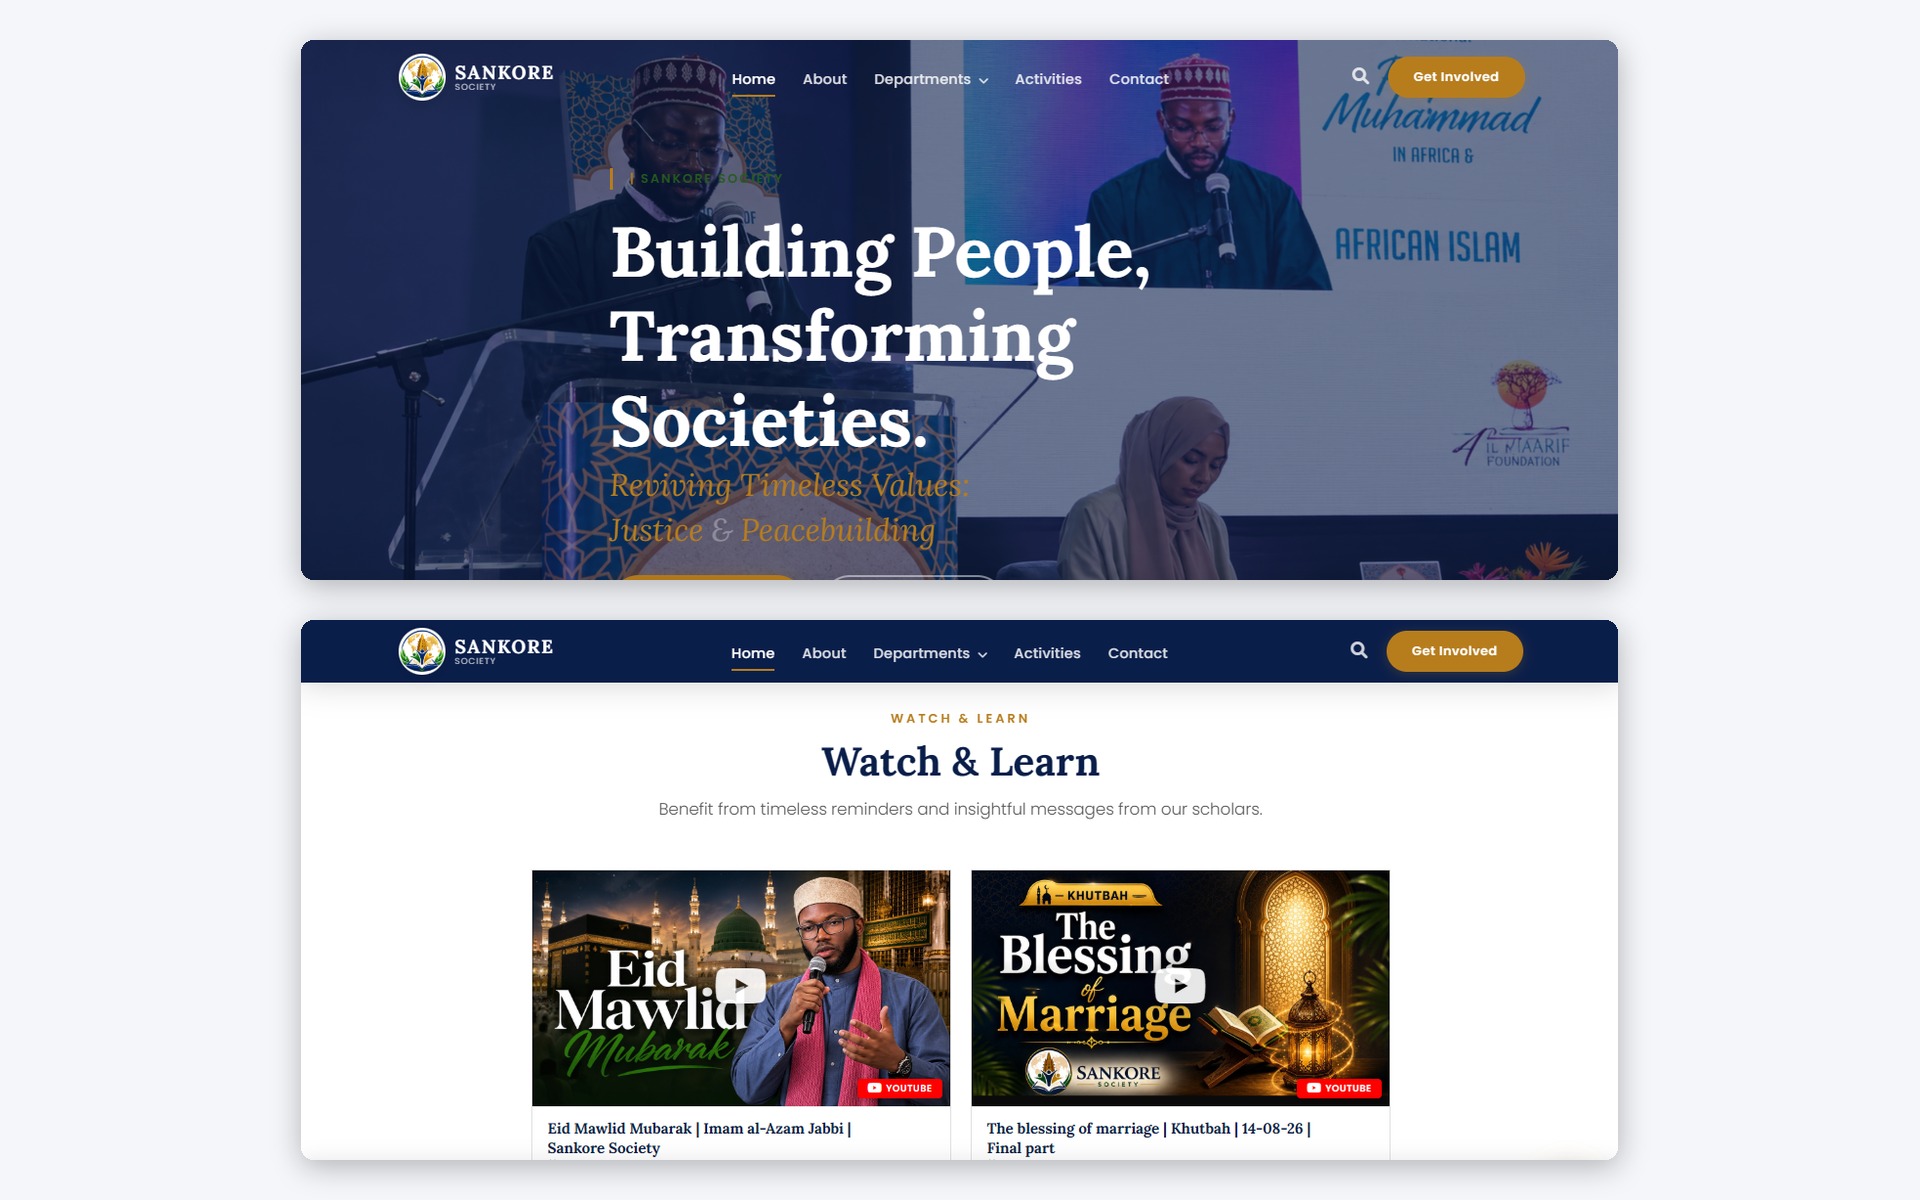 SANKORE
SOCIETY
Home
About
Departments
Activities
Contact
Get Involved
Muhammad
IN AFRICA &
AFRICAN ISLAM
SANKORE SOCIETY
OF
Building People,
Transforming
Societies.
Reviving Timeless Values:
Justice & Peacebuilding
IL MAARIF
FOUNDATION
SANKORE
SOCIETY
Home
About
Departments
Activities
Contact
Get Involved
WATCH & LEARN
Watch & Learn
Benefit from timeless reminders and insightful messages from our scholars.
Eid
Mawlid
Mubarak
YOUTUBE
KHUTBAH
The
Blessing
of
Marriage
SANKORE
SOCIETY
YOUTUBE
Eid Mawlid Mubarak | Imam al-Azam Jabbi |
Sankore Society
The blessing of marriage | Khutbah | 14-08-26 |
Final part